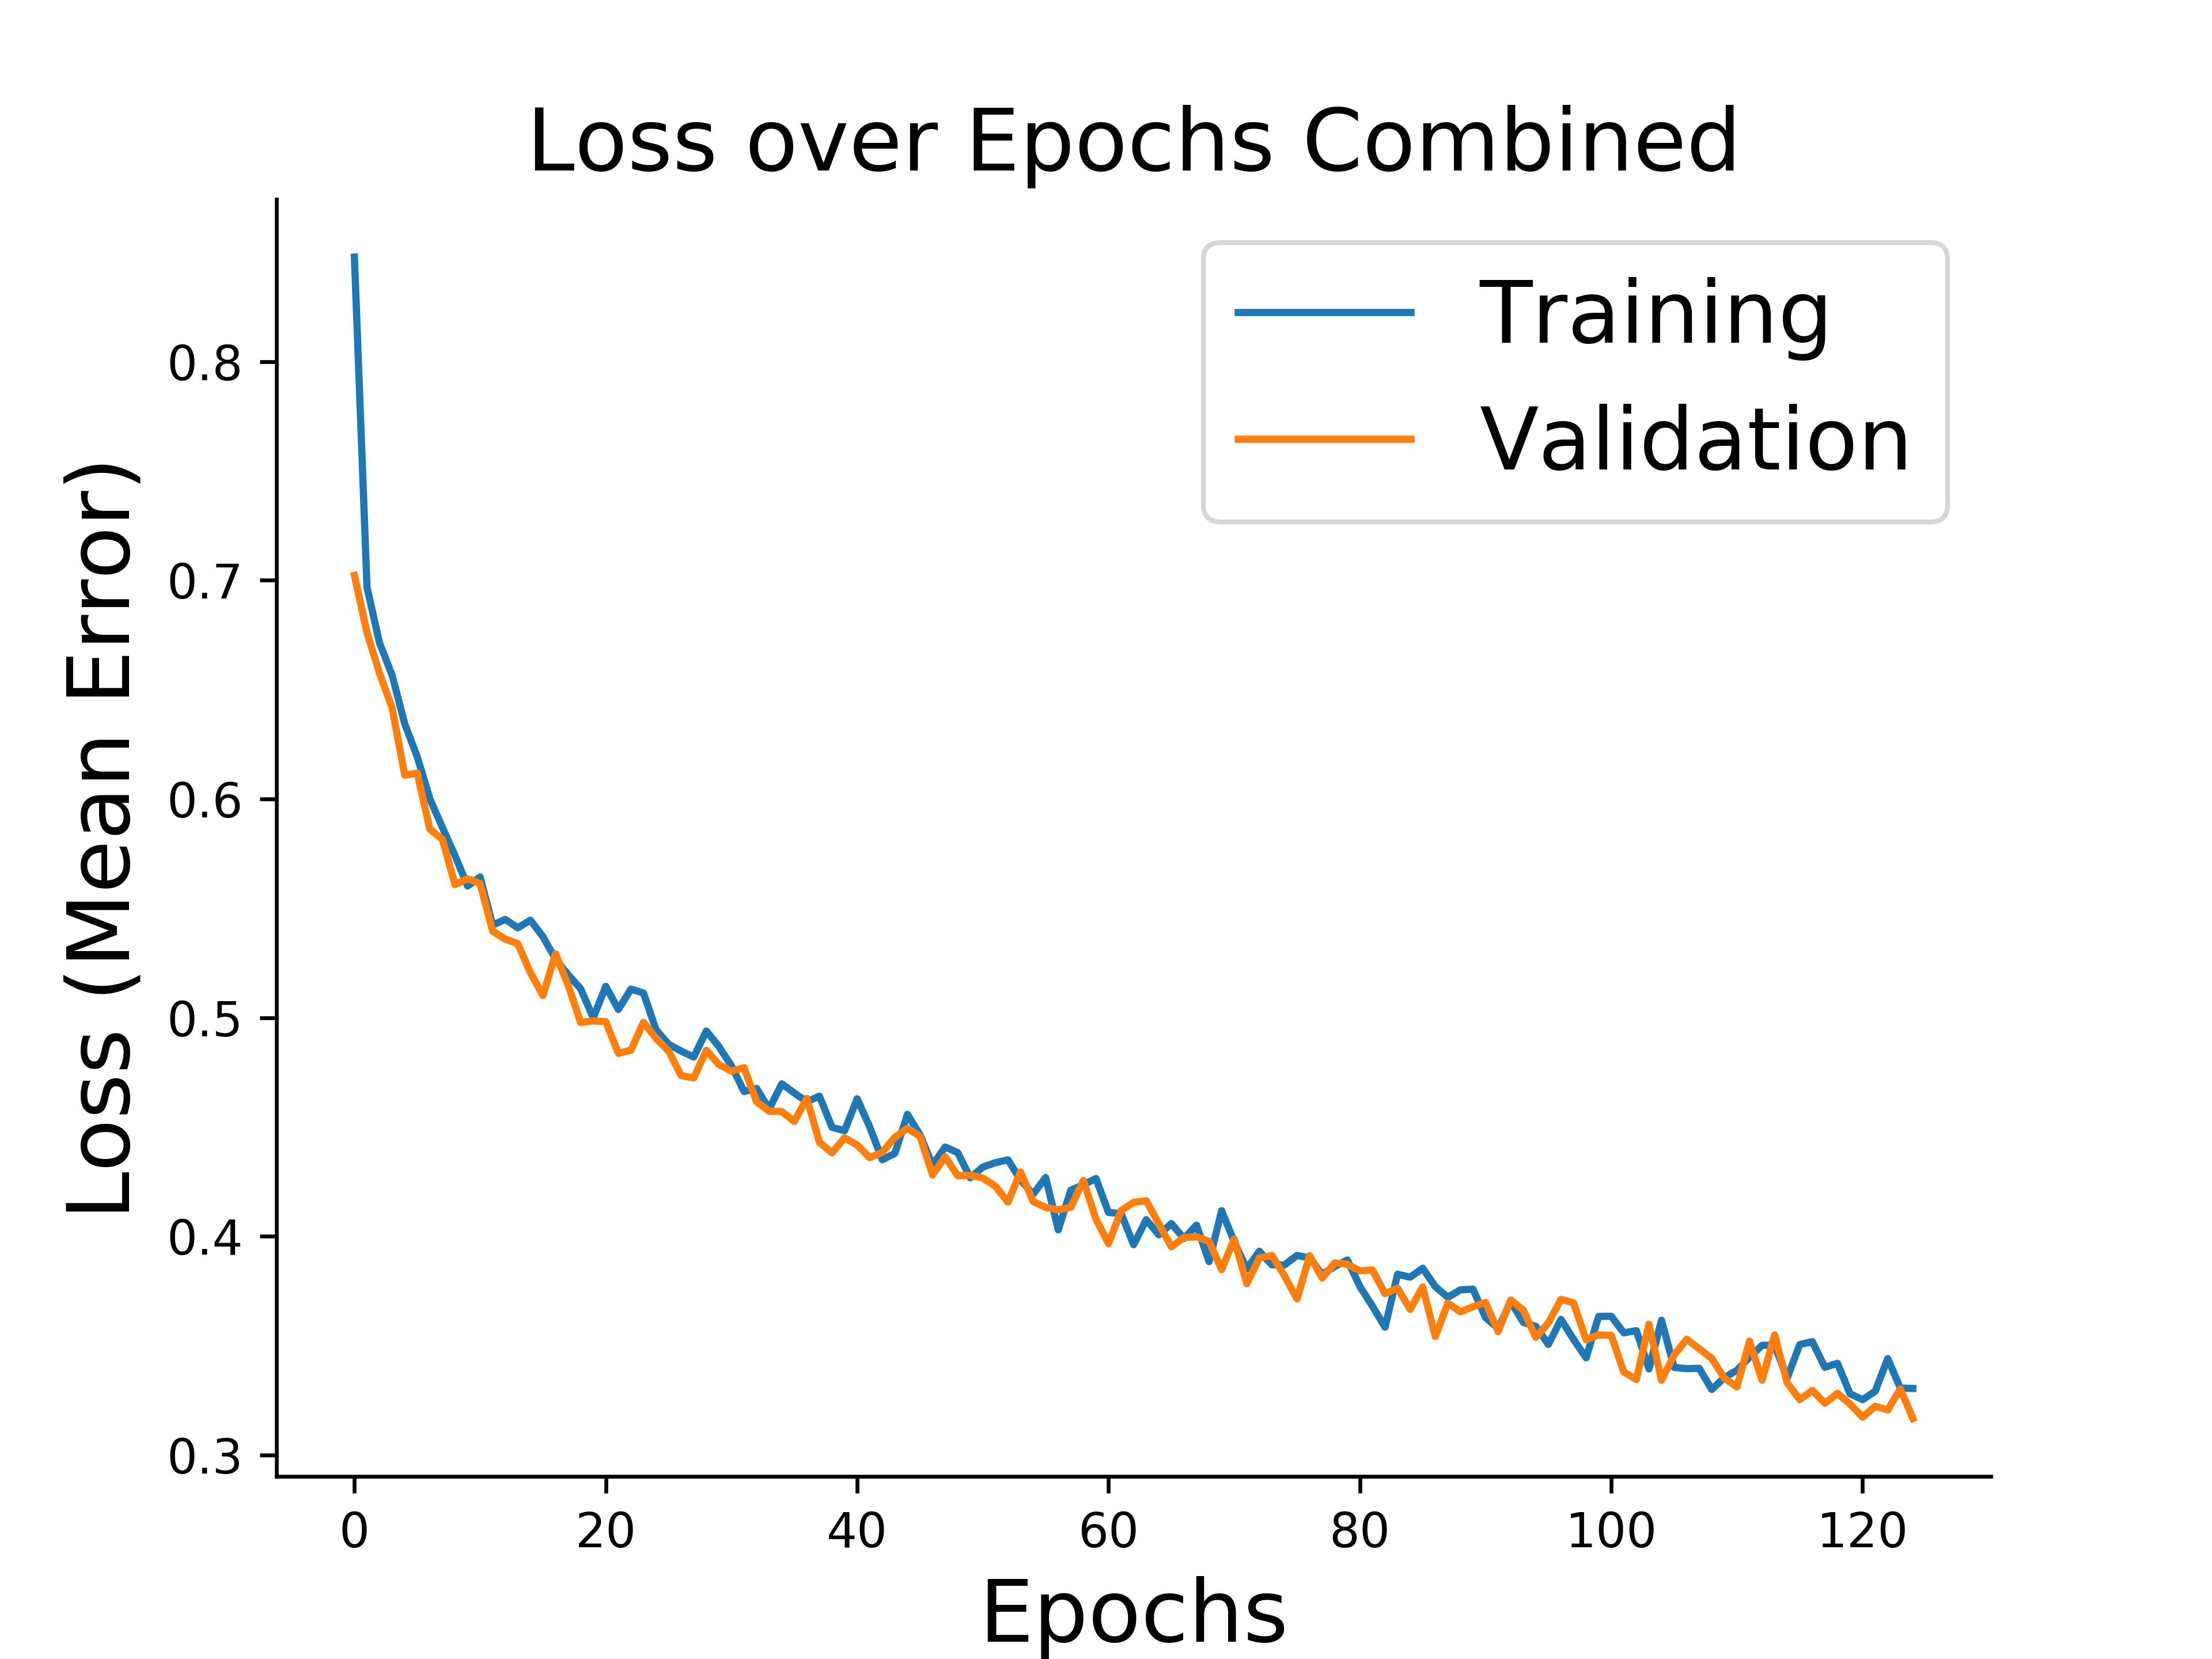 Loss over Epochs Combined
Training
Validation
Loss (Mean Error)
0.8
0.7
0.6
0.5
0.4
0.3
0 20 40 60 80 100 120
Epochs